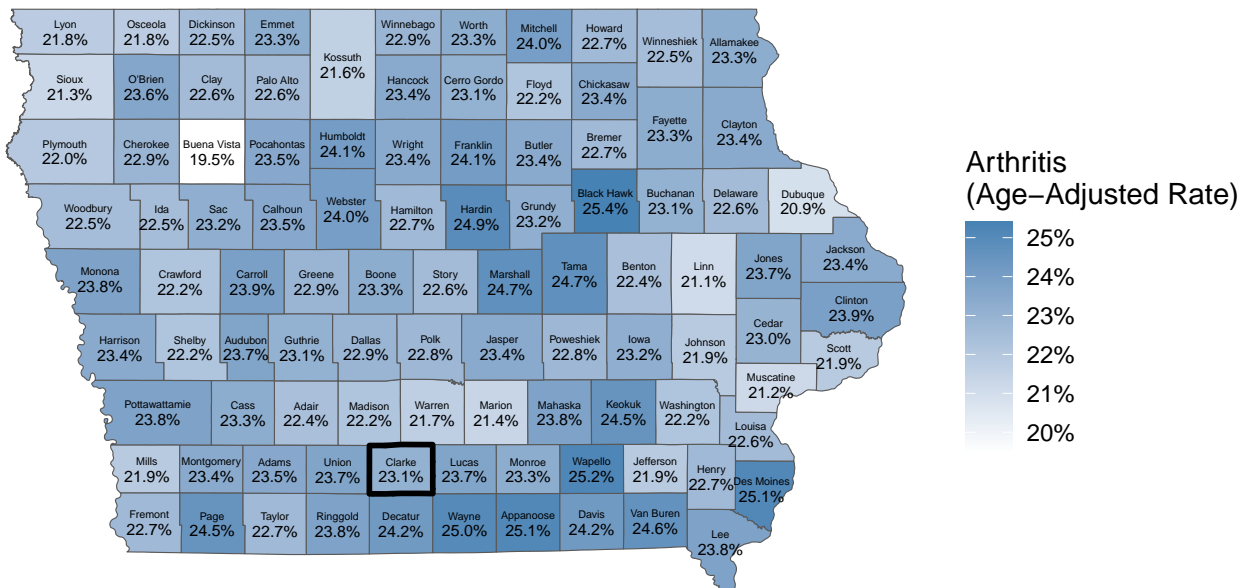 Lyon
21.8%
Osceola
21.8%
Dickinson
22.5%
Emmet
23.3%
Kossuth
21.6%
Winnebago
22.9%
Worth
23.3%
Mitchell
24.0%
Howard
22.7%
Winneshiek
22.5%
Allamakee
23.3%
Sioux
21.3%
O'Brien
23.6%
Clay
22.6%
Palo Alto
22.6%
Hancock
23.4%
Cerro Gordo
23.1%
Floyd
22.2%
Chickasaw
23.4%
Fayette
23.3%
Clayton
23.4%
Plymouth
22.0%
Cherokee
22.9%
Buena Vista
19.5%
Pocahontas
23.5%
Humboldt
24.1%
Wright
23.4%
Franklin
24.1%
Butler
23.4%
Bremer
22.7%
Woodbury
22.5%
Ida
22.5%
Sac
23.2%
Calhoun
23.5%
Webster
24.0%
Hamilton
22.7%
Hardin
24.9%
Grundy
23.2%
Black Hawk
25.4%
Buchanan
23.1%
Delaware
22.6%
Dubuque
20.9%
Monona
23.8%
Crawford
22.2%
Carroll
23.9%
Greene
22.9%
Boone
23.3%
Story
22.6%
Marshall
24.7%
Tama
24.7%
Benton
22.4%
Linn
21.1%
Jones
23.7%
Jackson
23.4%
Clinton
23.9%
Harrison
23.4%
Shelby
22.2%
Audubon
23.7%
Guthrie
23.1%
Dallas
22.9%
Polk
22.8%
Jasper
23.4%
Poweshiek
22.8%
Iowa
23.2%
Johnson
21.9%
Cedar
23.0%
Scott
21.9%
Muscatine
21.2%
Pottawattamie
23.8%
Cass
23.3%
Adair
22.4%
Madison
22.2%
Warren
21.7%
Marion
21.4%
Mahaska
23.8%
Keokuk
24.5%
Washington
22.2%
Louisa
22.6%
Mills
21.9%
Montgomery
23.4%
Adams
23.5%
Union
23.7%
Clarke
23.1%
Lucas
23.7%
Monroe
23.3%
Wapello
25.2%
Jefferson
21.9%
Henry
22.7%
Des Moines
25.1%
Fremont
22.7%
Page
24.5%
Taylor
22.7%
Ringgold
23.8%
Decatur
24.2%
Wayne
25.0%
Appanoose
25.1%
Davis
24.2%
Van Buren
24.6%
Lee
23.8%
Arthritis
(Age−Adjusted Rate)
25%
24%
23%
22%
21%
20%